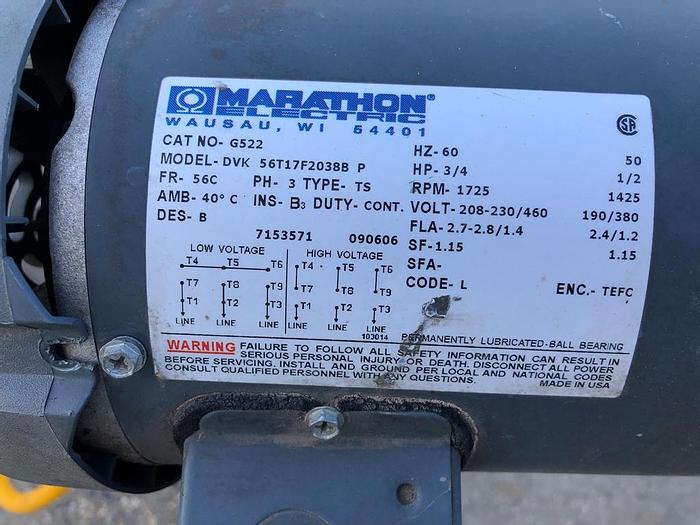 MARATHON®
ELECTRIC
WAUSAU, WI 54401
CAT NO- G522
MODEL- DVK 56T17F2038B P
FR- 56C PH- 3 TYPE- TS
AMB- 40°C INS- B3 DUTY- CONT.
DES- B
HZ- 60 50
HP- 3/4 1/2
RPM- 1725 1425
VOLT- 208-230/460 190/380
FLA- 2.7-2.8/1.4 2.4/1.2
SF- 1.15 1.15
SFA-
CODE- L ENC.- TEFC
7153571 090606
LOW VOLTAGE HIGH VOLTAGE
T4 T5 T6 T4 T5 T6
T7 T8 T9 T7 T8 T9
T1 T2 T3 T1 T2 T3
LINE LINE LINE LINE LINE LINE
103014
PERMANENTLY LUBRICATED-BALL BEARING
WARNING FAILURE TO FOLLOW ALL SAFETY INFORMATION CAN RESULT IN
SERIOUS PERSONAL INJURY OR DEATH. DISCONNECT ALL POWER
BEFORE SERVICING. INSTALL AND GROUND PER LOCAL AND NATIONAL CODES
CONSULT QUALIFIED PERSONNEL WITH ANY QUESTIONS. MADE IN USA